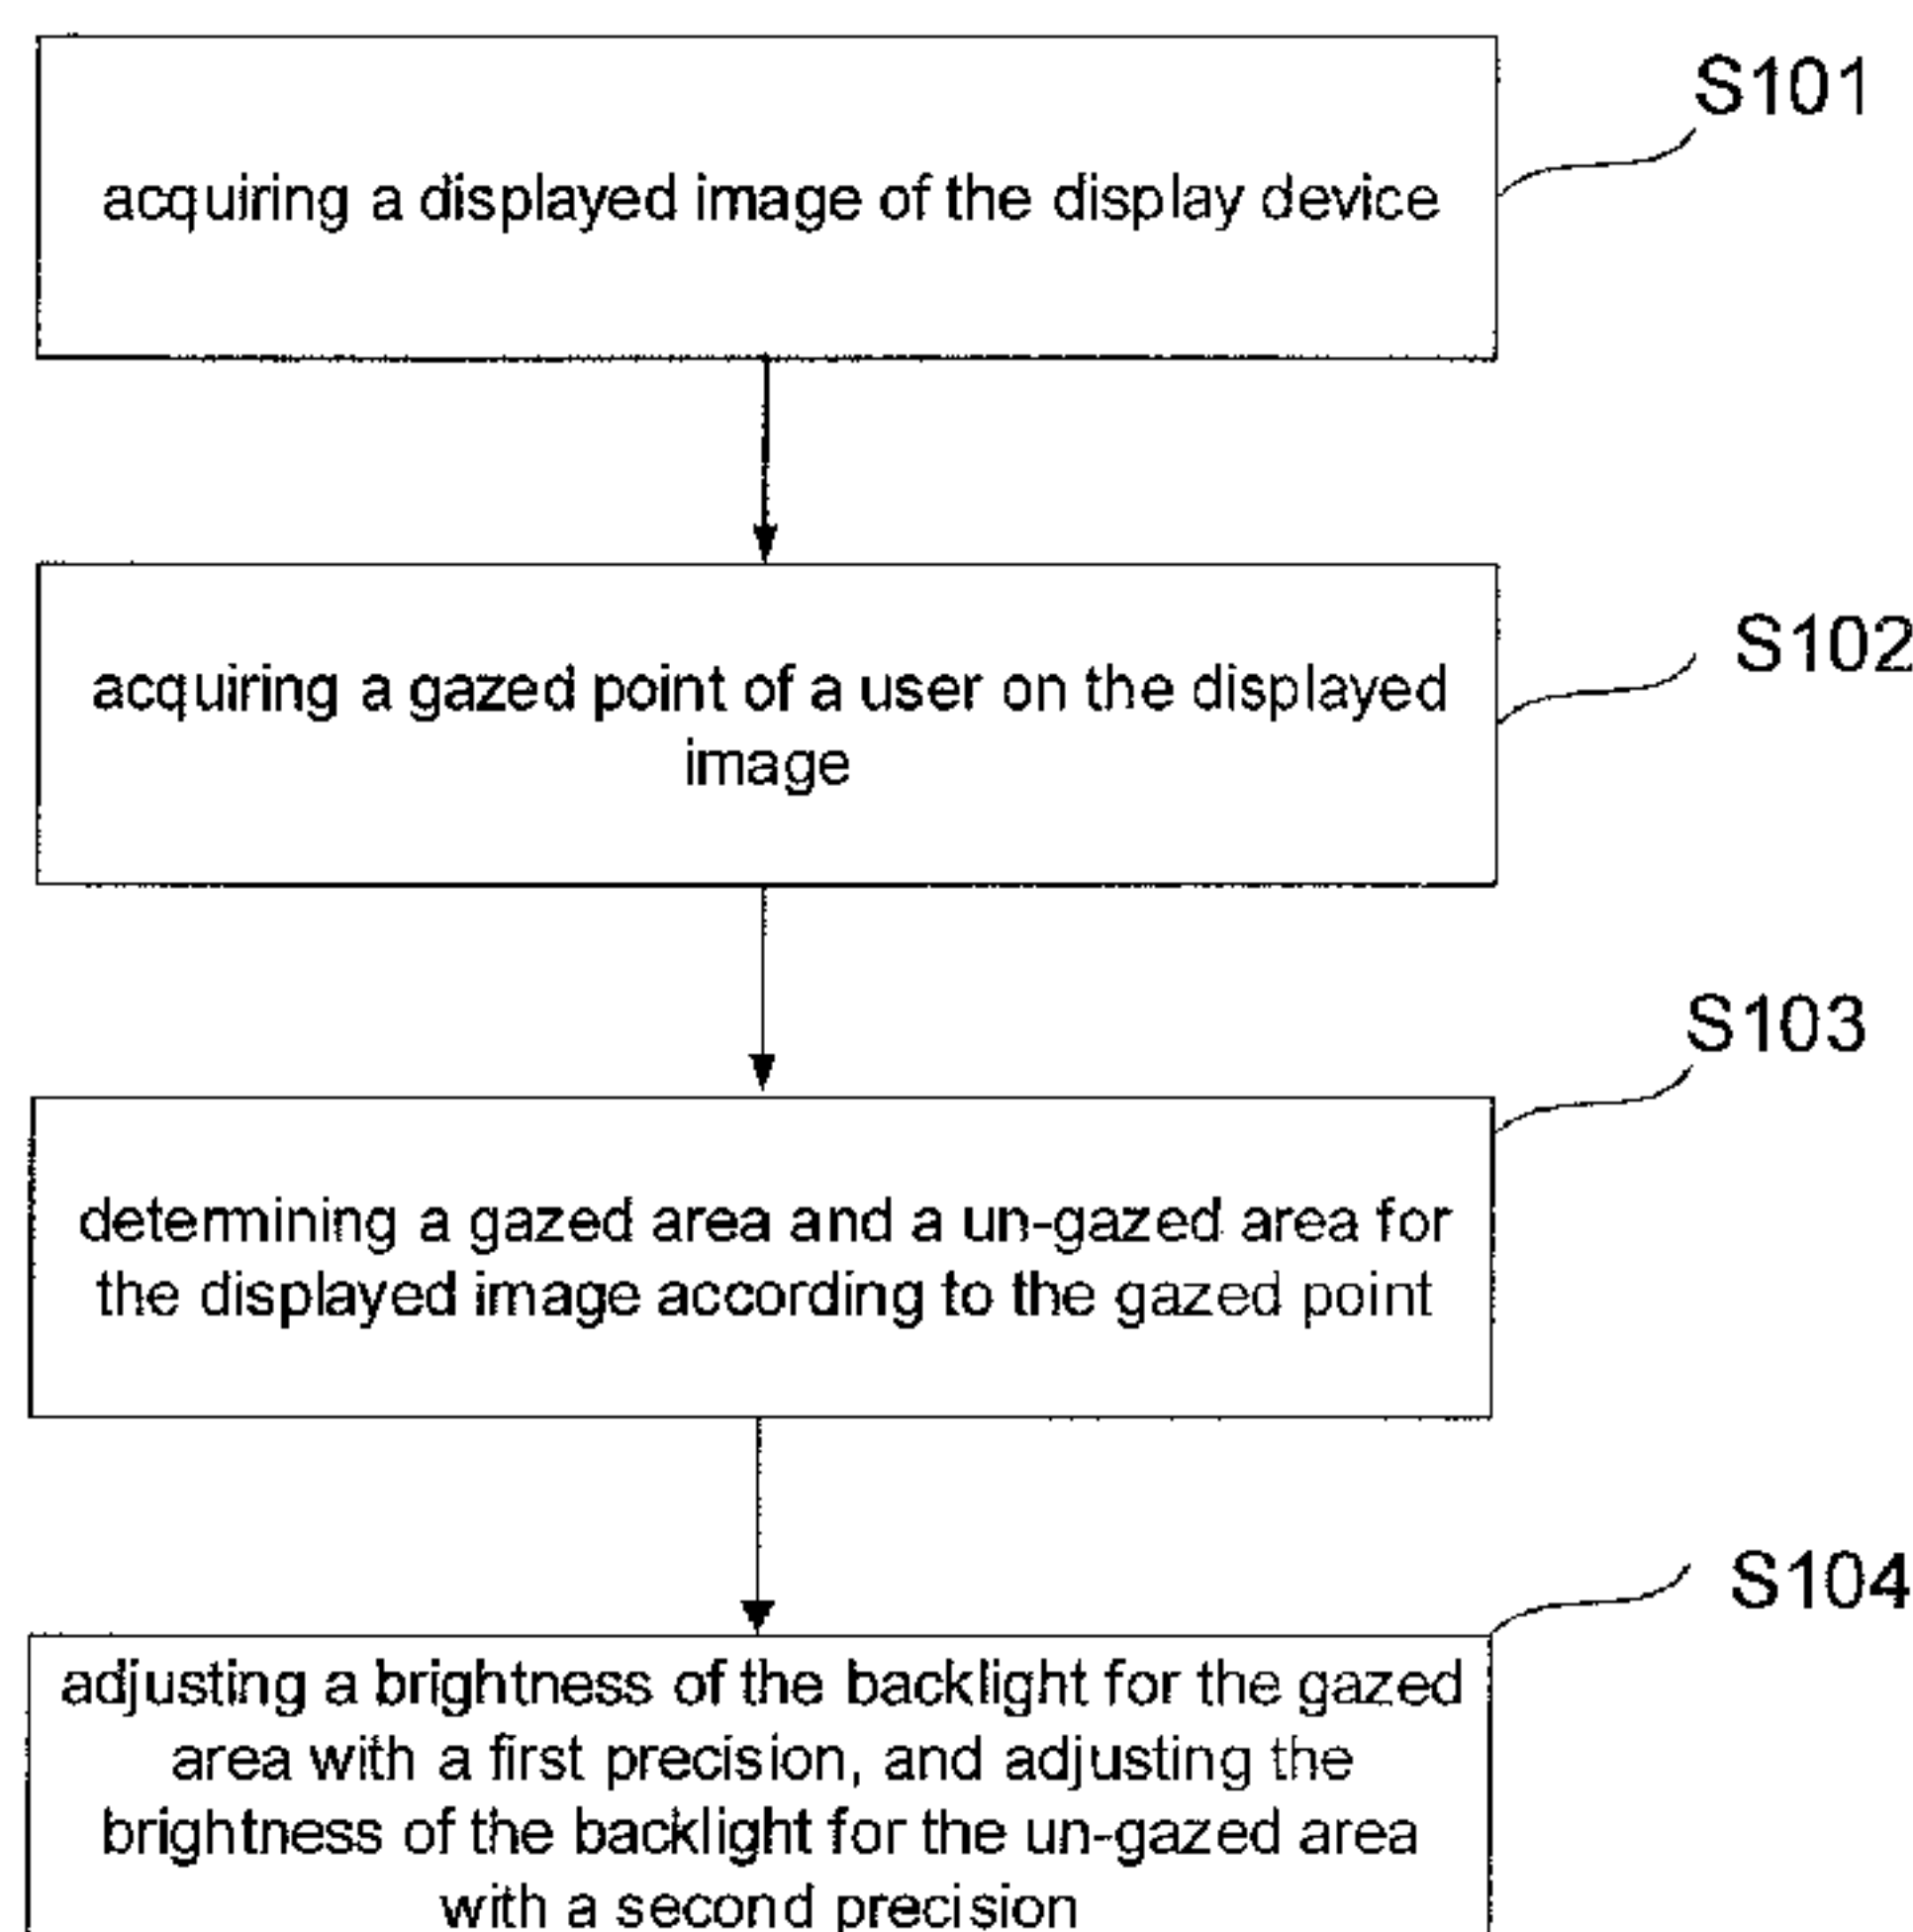 S101
acquiring a displayed image of the display device
S102
acquiring a gazed point of a user on the displayed
image
S103
determining a gazed area and a un-gazed area for
the displayed image according to the gazed point
S104
adjusting a brightness of the backlight for the gazed
area with a first precision, and adjusting the
brightness of the backlight for the un-gazed area
with a second precision